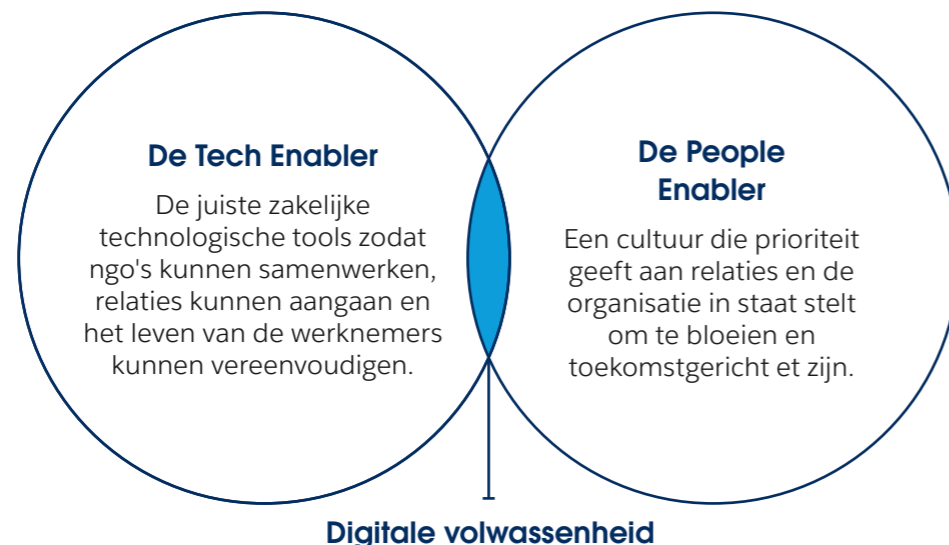 De Tech Enabler
De juiste zakelijke
technologische tools zodat
ngo's kunnen samenwerken,
relaties kunnen aangaan en
het leven van de werknemers
kunnen vereenvoudigen.
De People
Enabler
Een cultuur die prioriteit
geeft aan relaties en de
organisatie in staat stelt
om te bloeien en
toekomstgericht et zijn.
Digitale volwassenheid